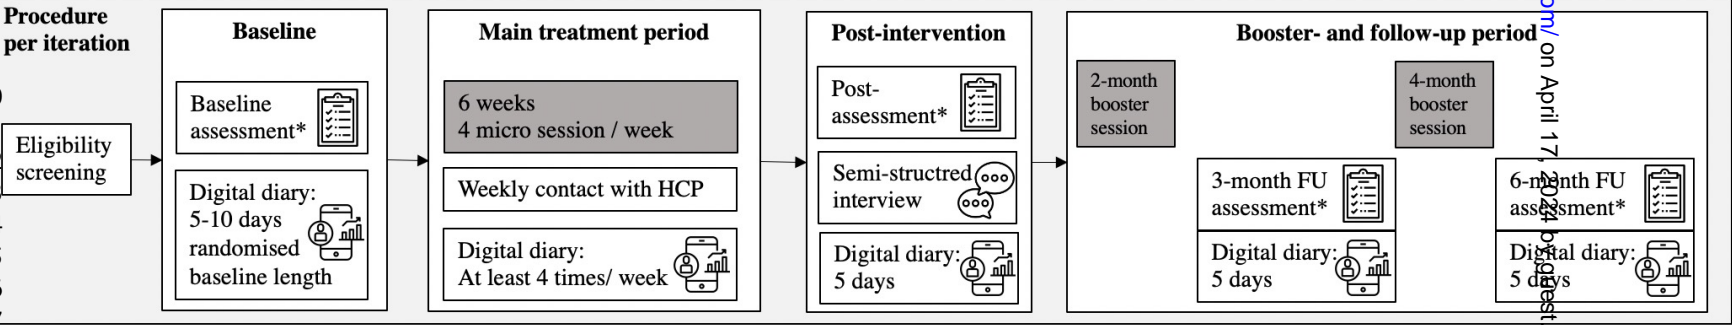 Procedure
per iteration
Eligibility
screening
Baseline
Baseline
assessment*
Digital diary:
5-10 days
randomised
baseline length
Main treatment period
6 weeks
4 micro session / week
Weekly contact with HCP
Digital diary:
At least 4 times/ week
Post-intervention
Post-
assessment*
Semi-structred
interview
Digital diary:
5 days
Booster- and follow-up period
2-month
booster
session
3-month FU
assessment*
Digital diary:
5 days
4-month
booster
session
6-month FU
assessment*
Digital diary:
5 days
om/ on April 17, 2024 by guest.